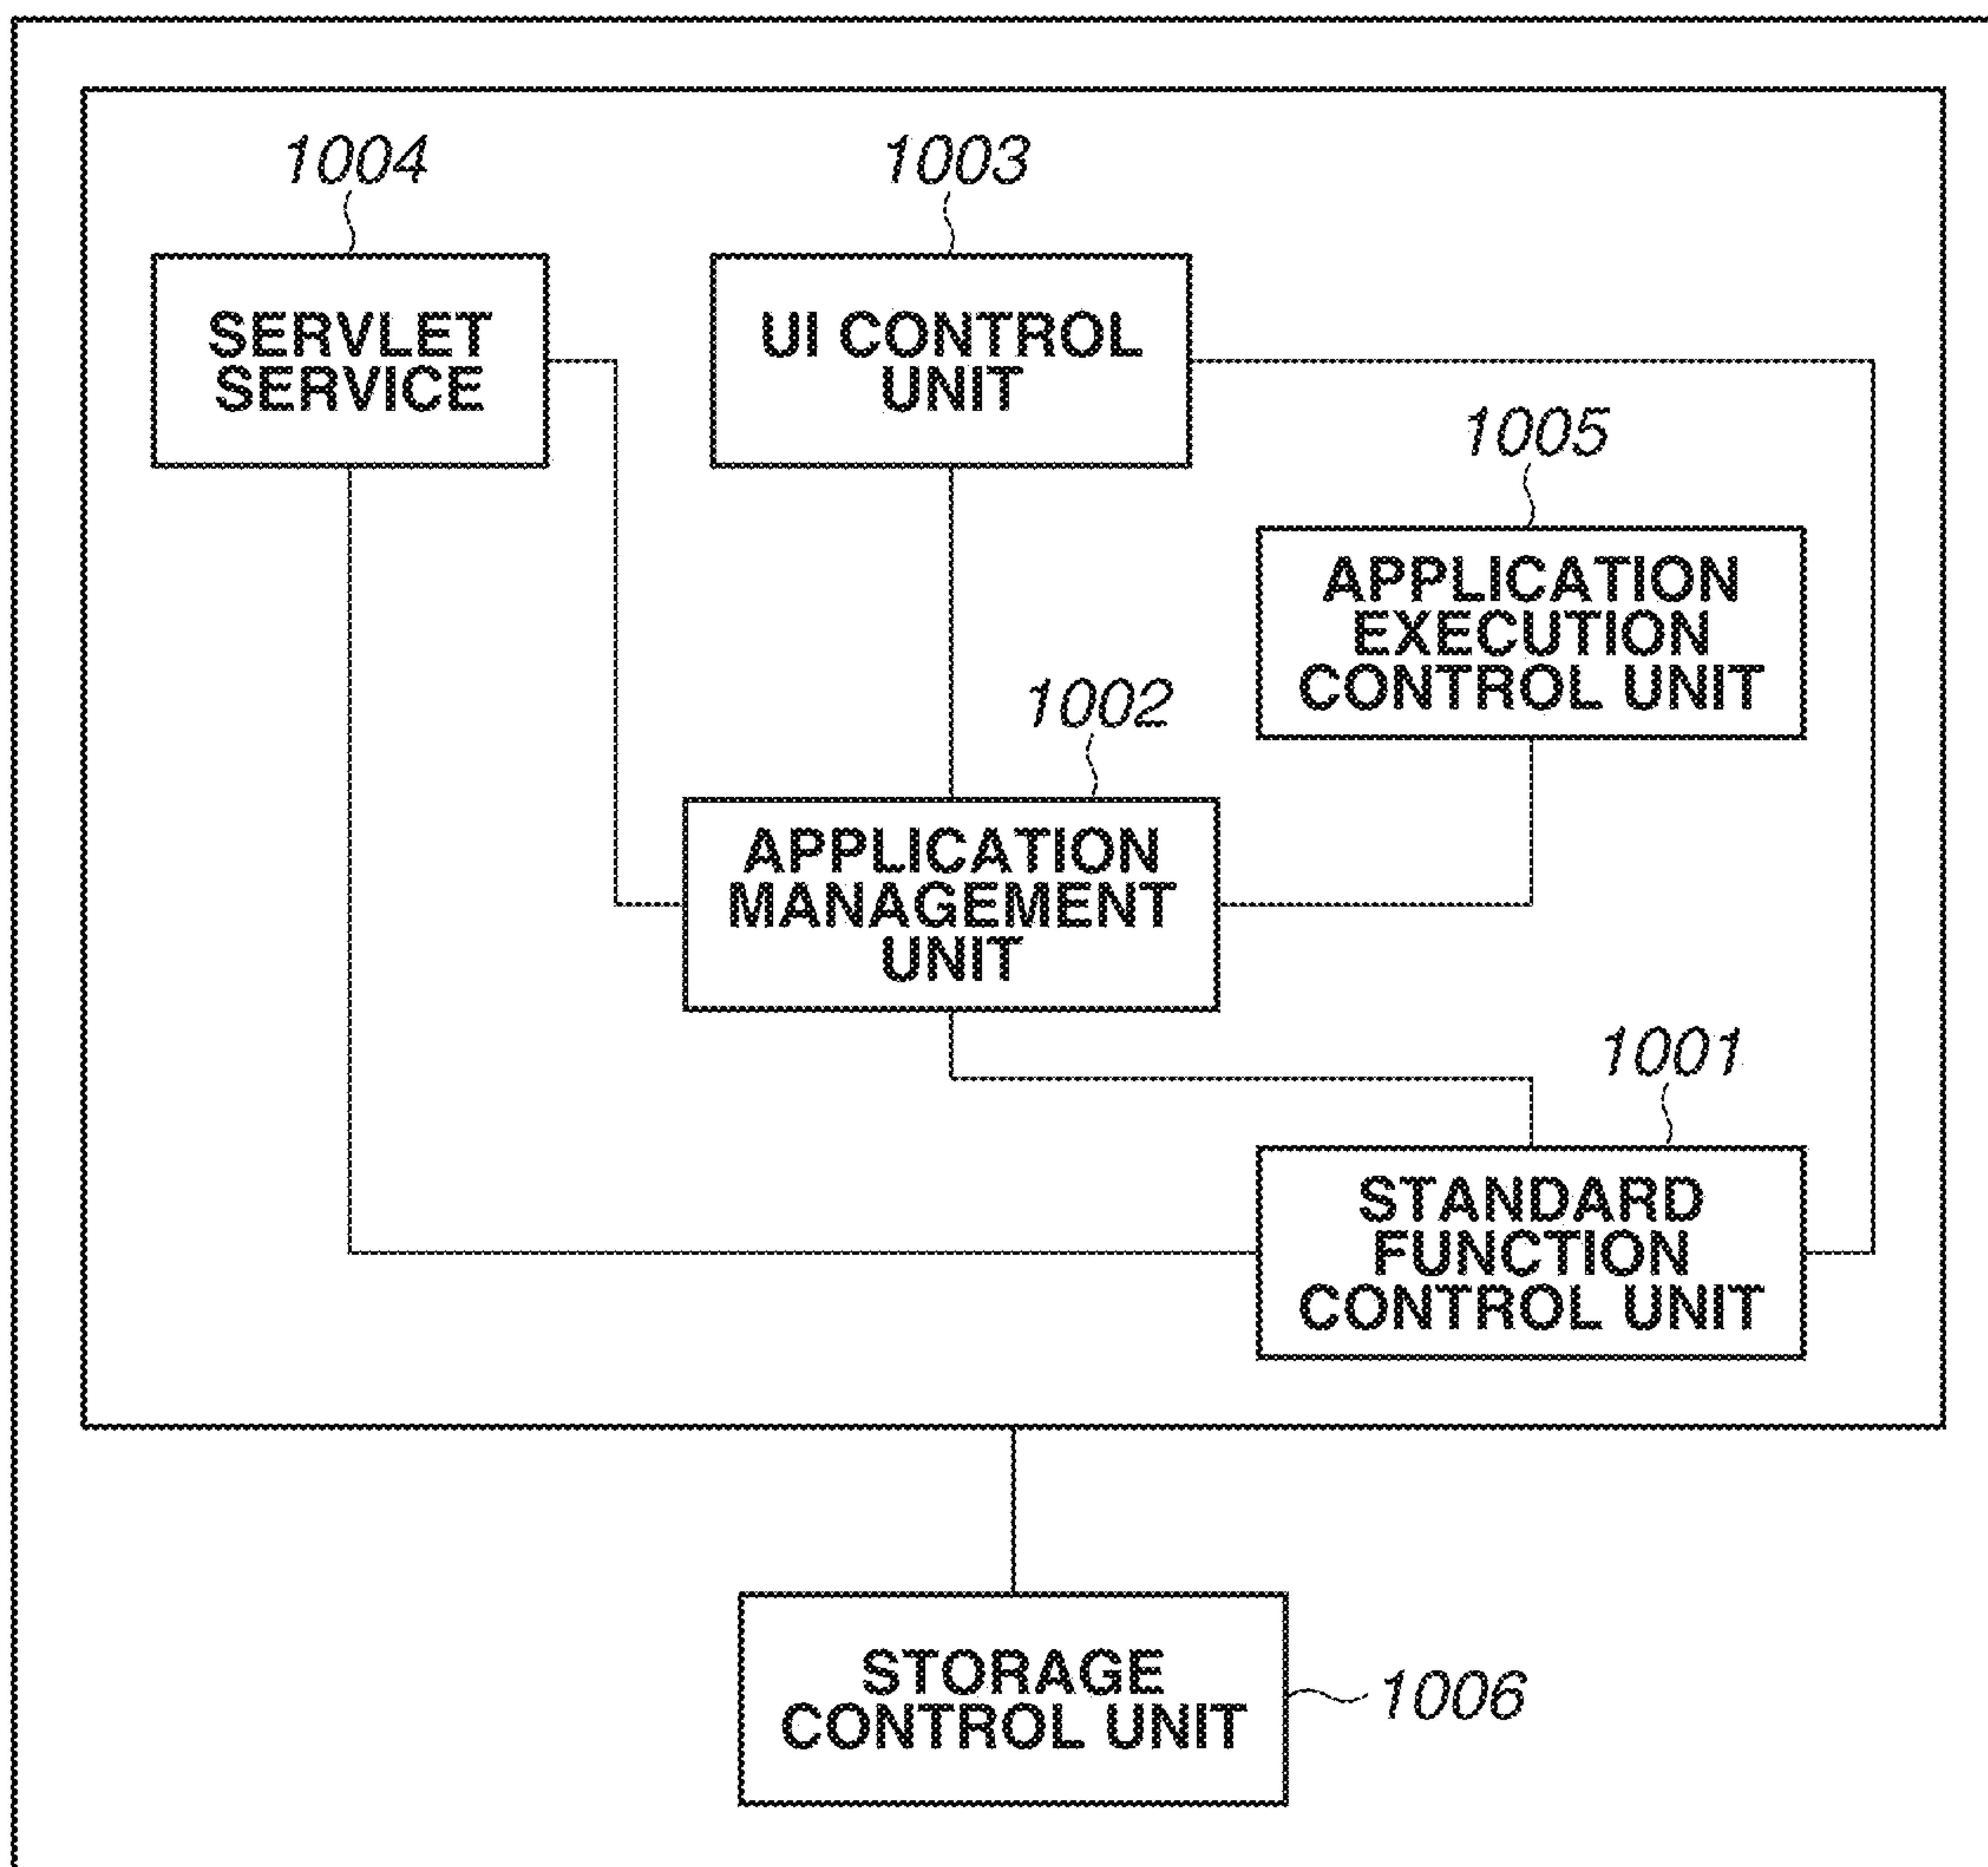 1004
SERVLET
SERVICE
1003
UI CONTROL
UNIT
1005
APPLICATION
EXECUTION
CONTROL UNIT
1002
APPLICATION
MANAGEMENT
UNIT
1001
STANDARD
FUNCTION
CONTROL UNIT
STORAGE
CONTROL UNIT
1006